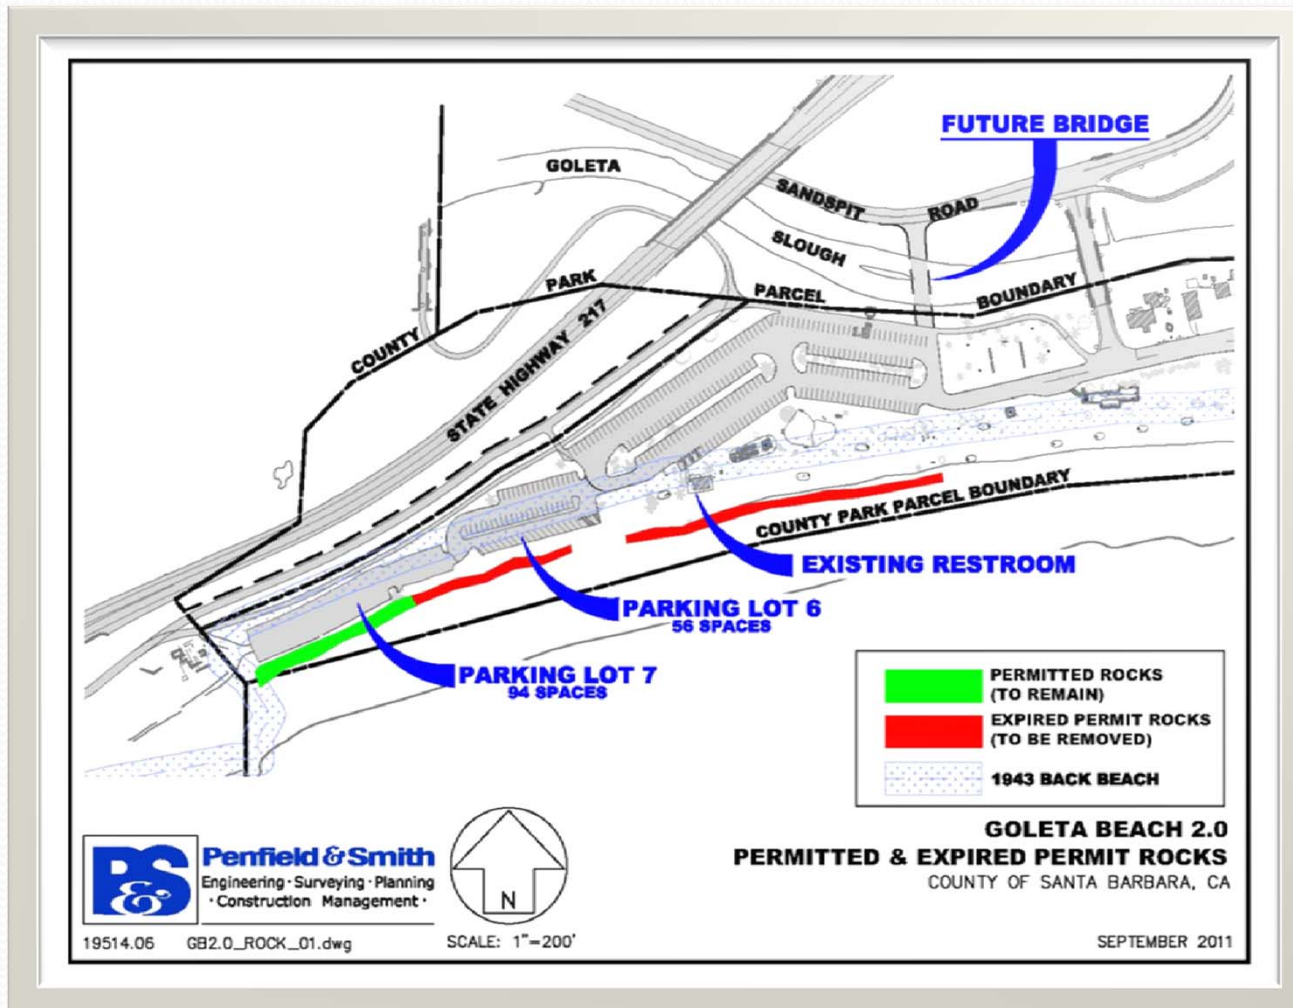 FUTURE BRIDGE
GOLETA
SANDSPIT
ROAD
SLOUGH
PARK
PARCEL
BOUNDARY
COUNTY
STATE HIGHWAY 217
COUNTY PARK PARCEL BOUNDARY
EXISTING RESTROOM
PARKING LOT 6
56 SPACES
PARKING LOT 7
94 SPACES
PERMITTED ROCKS
(TO REMAIN)
EXPIRED PERMIT ROCKS
(TO BE REMOVED)
1943 BACK BEACH
GOLETA BEACH 2.0
PERMITTED & EXPIRED PERMIT ROCKS
COUNTY OF SANTA BARBARA, CA
P&S
Penfield & Smith
Engineering · Surveying · Planning
· Construction Management ·
N
19514.06 GB2.0_ROCK_01.dwg
SCALE: 1"=200'
SEPTEMBER 2011